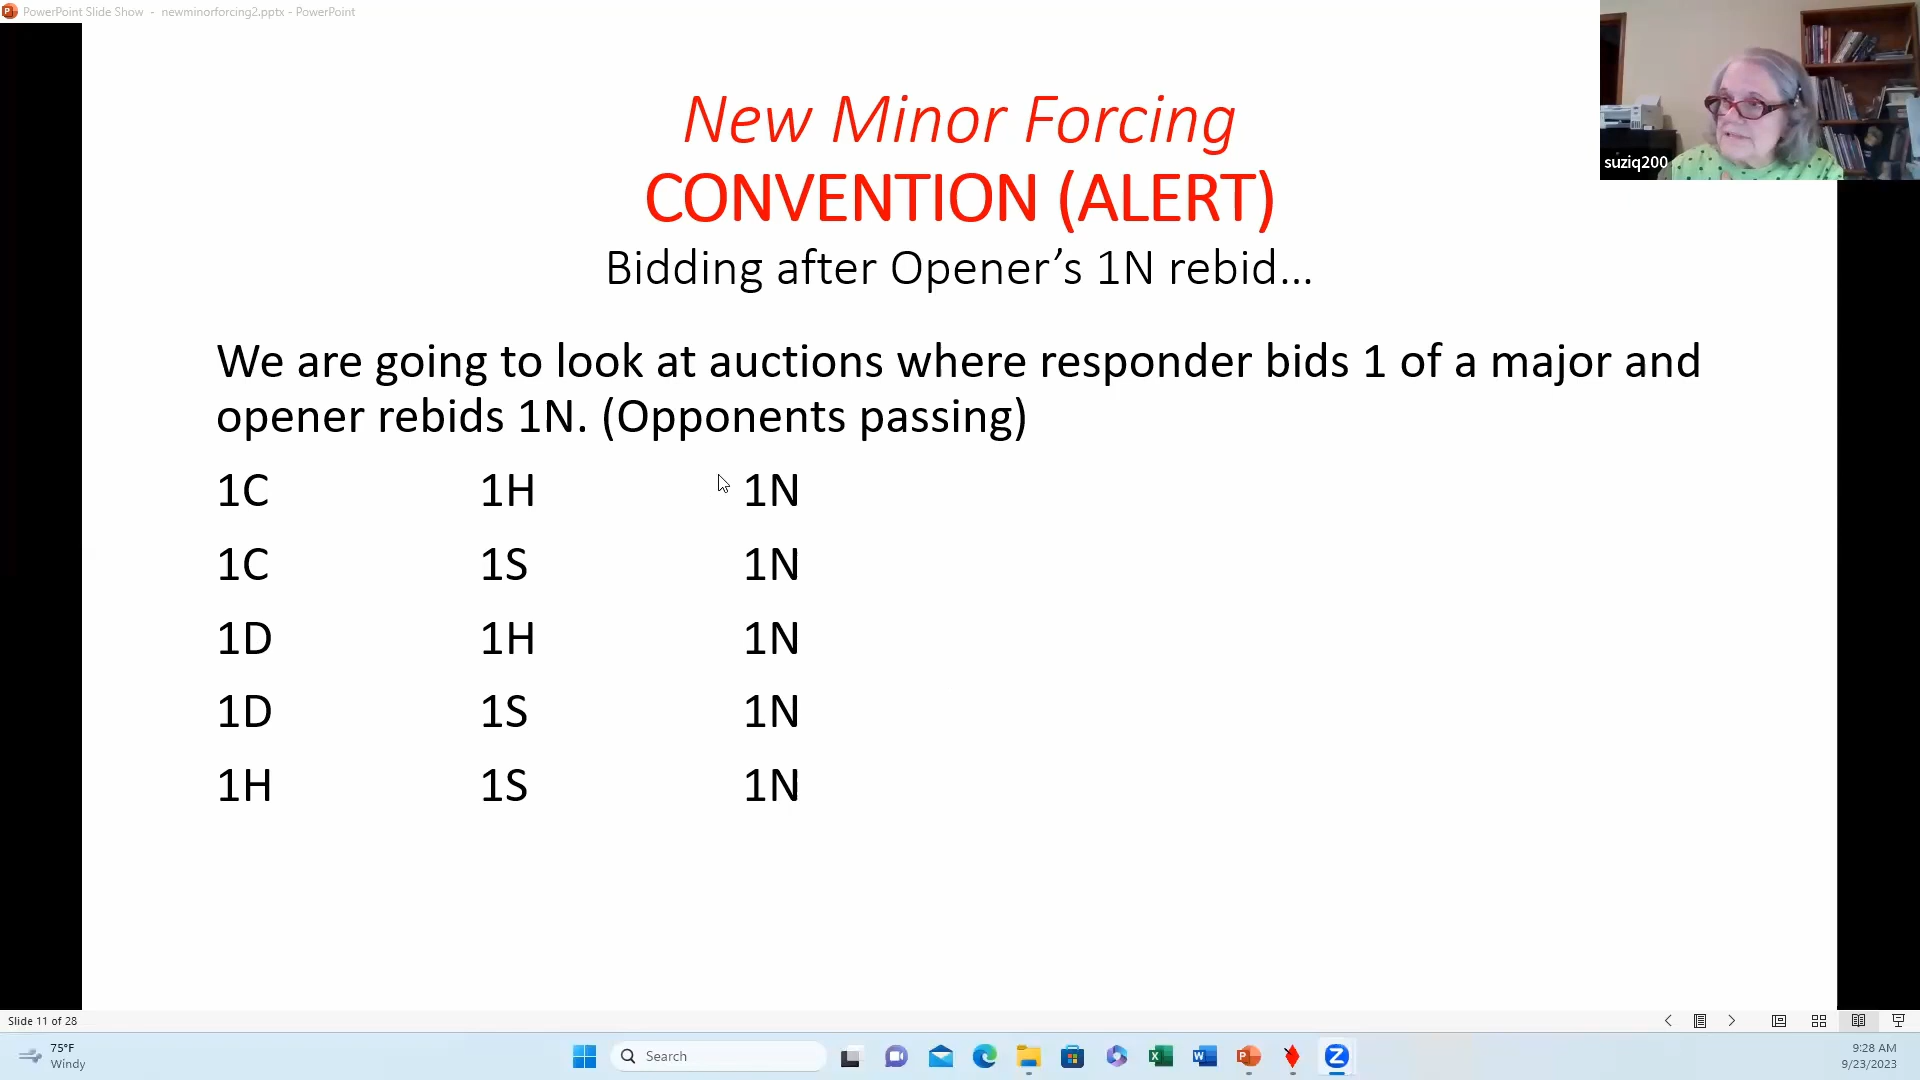 PowerPoint Slide Show - newminorforcing2.pptx - PowerPoint
suziq200
New Minor Forcing
CONVENTION (ALERT)
Bidding after Opener’s 1N rebid...
We are going to look at auctions where responder bids 1 of a major and
opener rebids 1N. (Opponents passing)
1C 1H 1N
1C 1S 1N
1D 1H 1N
1D 1S 1N
1H 1S 1N
Slide 11 of 28
75°F
Windy
Search
9:28 AM
9/23/2023